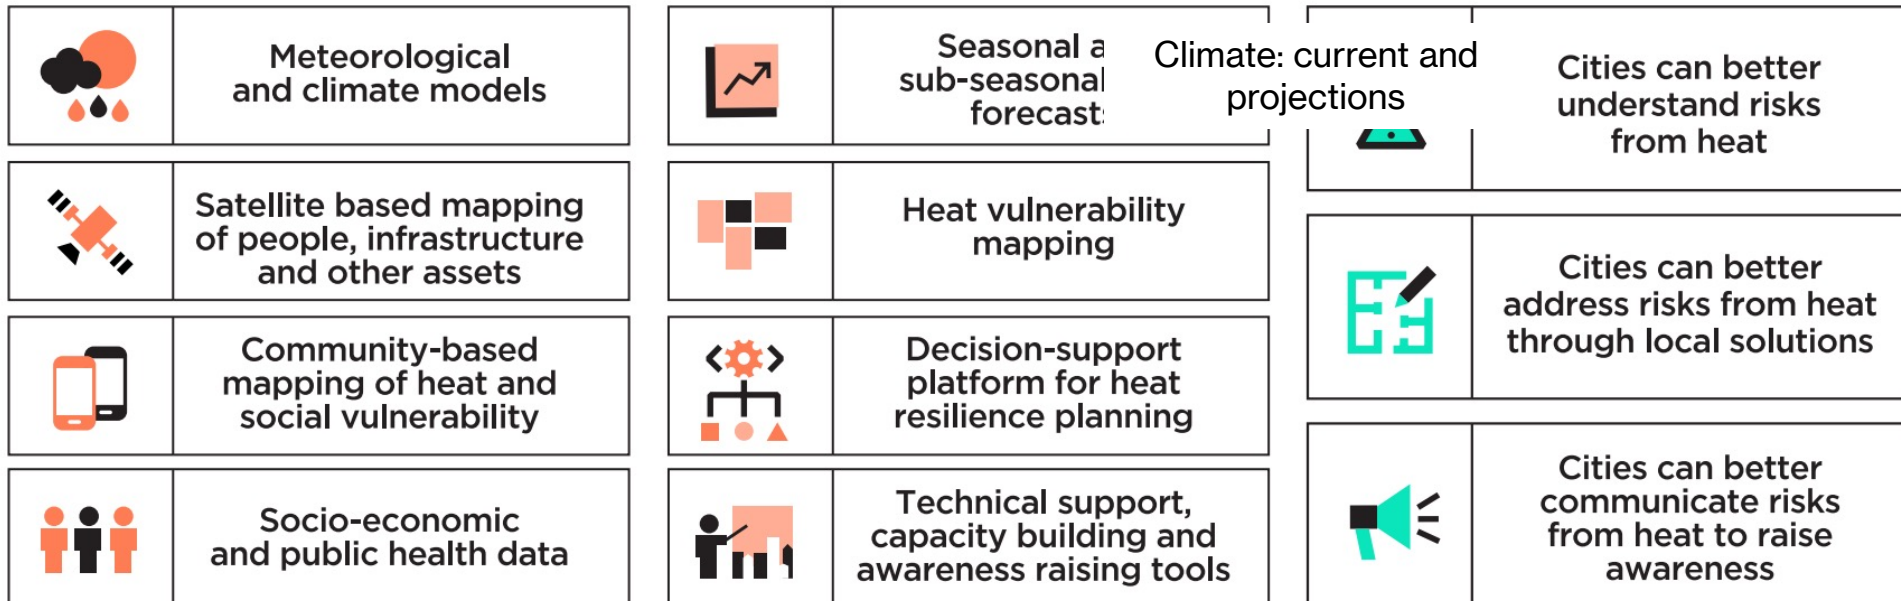 Meteorological
and climate models
Satellite based mapping
of people, infrastructure
and other assets
Community-based
mapping of heat and
social vulnerability
Socio-economic
and public health data
Seasonal
sub-seasonal
Climate: current and
projections
Heat vulnerability
mapping
Decision-support
platform for heat
resilience planning
Technical support,
capacity building and
awareness raising tools
Cities can better
understand risks
from heat
Cities can better
address risks from heat
through local solutions
Cities can better
communicate risks
from heat to raise
awareness